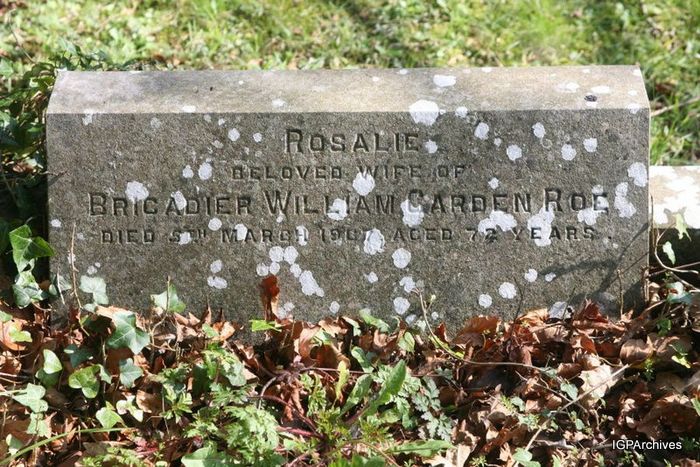 ROSALIE
BELOVED WIFE OF
BRIGADIER WILLIAM CARDEN ROE
DIED 5TH MARCH AGED 72 YEARS.
IGPArchives